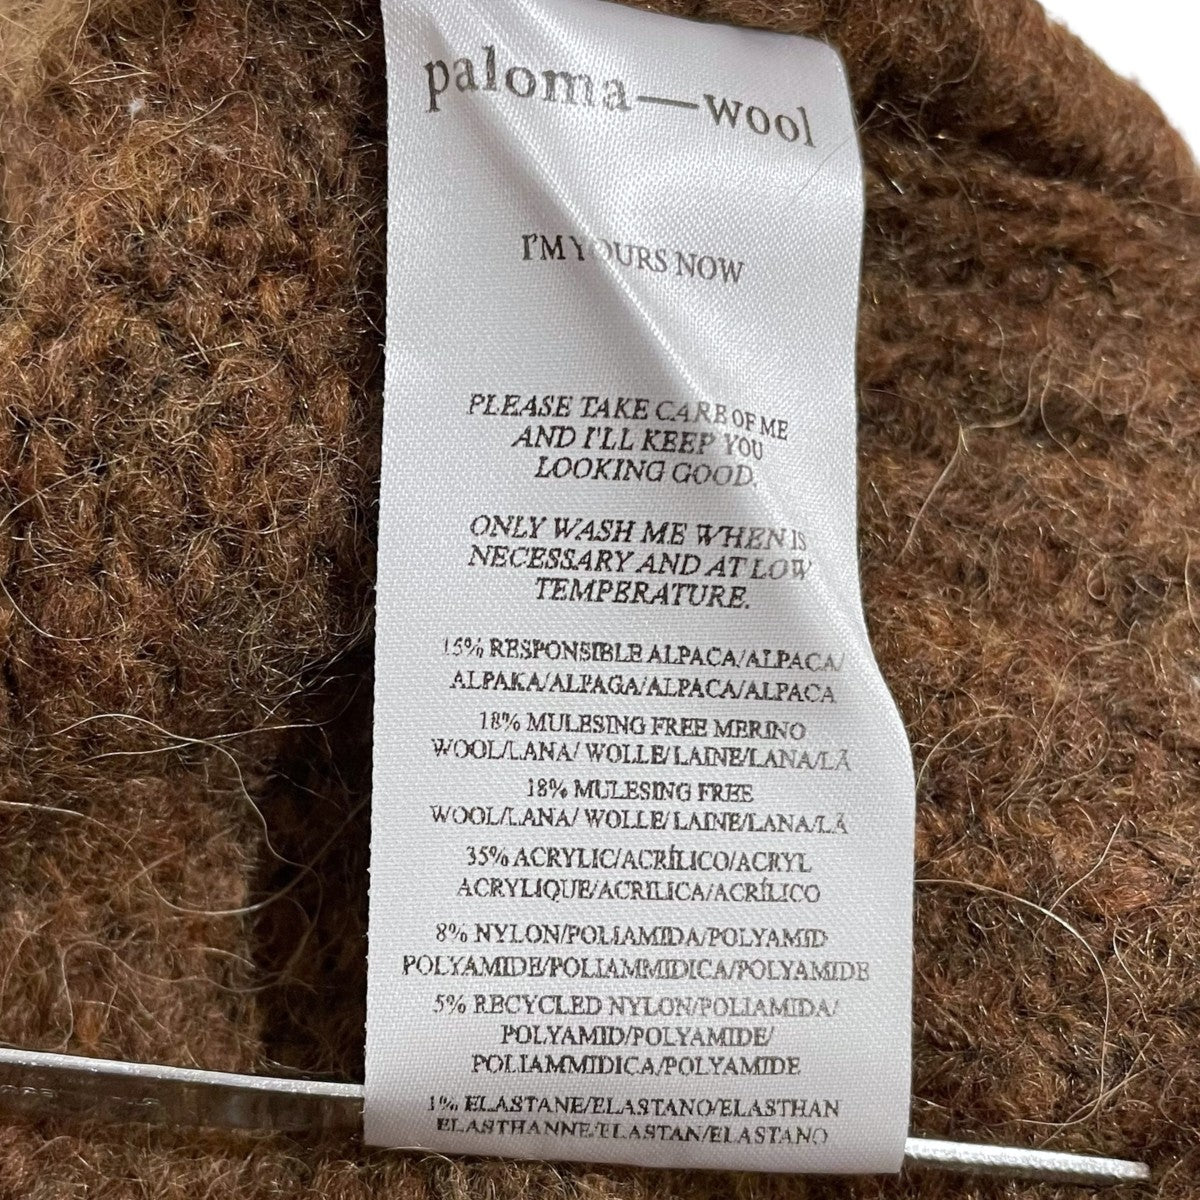 paloma—wool
I'M YOURS NOW
PLEASE TAKE CARE OF ME
AND I'LL KEEP YOU
LOOKING GOOD.
ONLY WASH ME WHEN IS
NECESSARY AND AT LOW
TEMPERATURE.
15% RESPONSIBLE ALPACA/ALPACA/
ALPAKA/ALPAGA/ALPACA/ALPACA
18% MULESING FREE MERINO
WOOL/LANA/ WOLLE/LAINE/LANA/LÃ
18% MULESING FREE
WOOL/LANA/ WOLLE/LAINE/LANA/LÃ
35% ACRYLIC/ACRÍLICO/ACRYL
ACRYLIQUE/ACRILICA/ACRÍLICO
8% NYLON/POLIAMIDA/POLYAMID
POLYAMIDE/POLIAMMIDICA/POLYAMIDE
5% RECYCLED NYLON/POLIAMIDA/
POLYAMID/POLYAMIDE/
POLIAMMIDICA/POLYAMIDE
1% ELASTANE/ELASTANO/ELASTHAN
ELASTHANNE/ELASTAN/ELASTANO